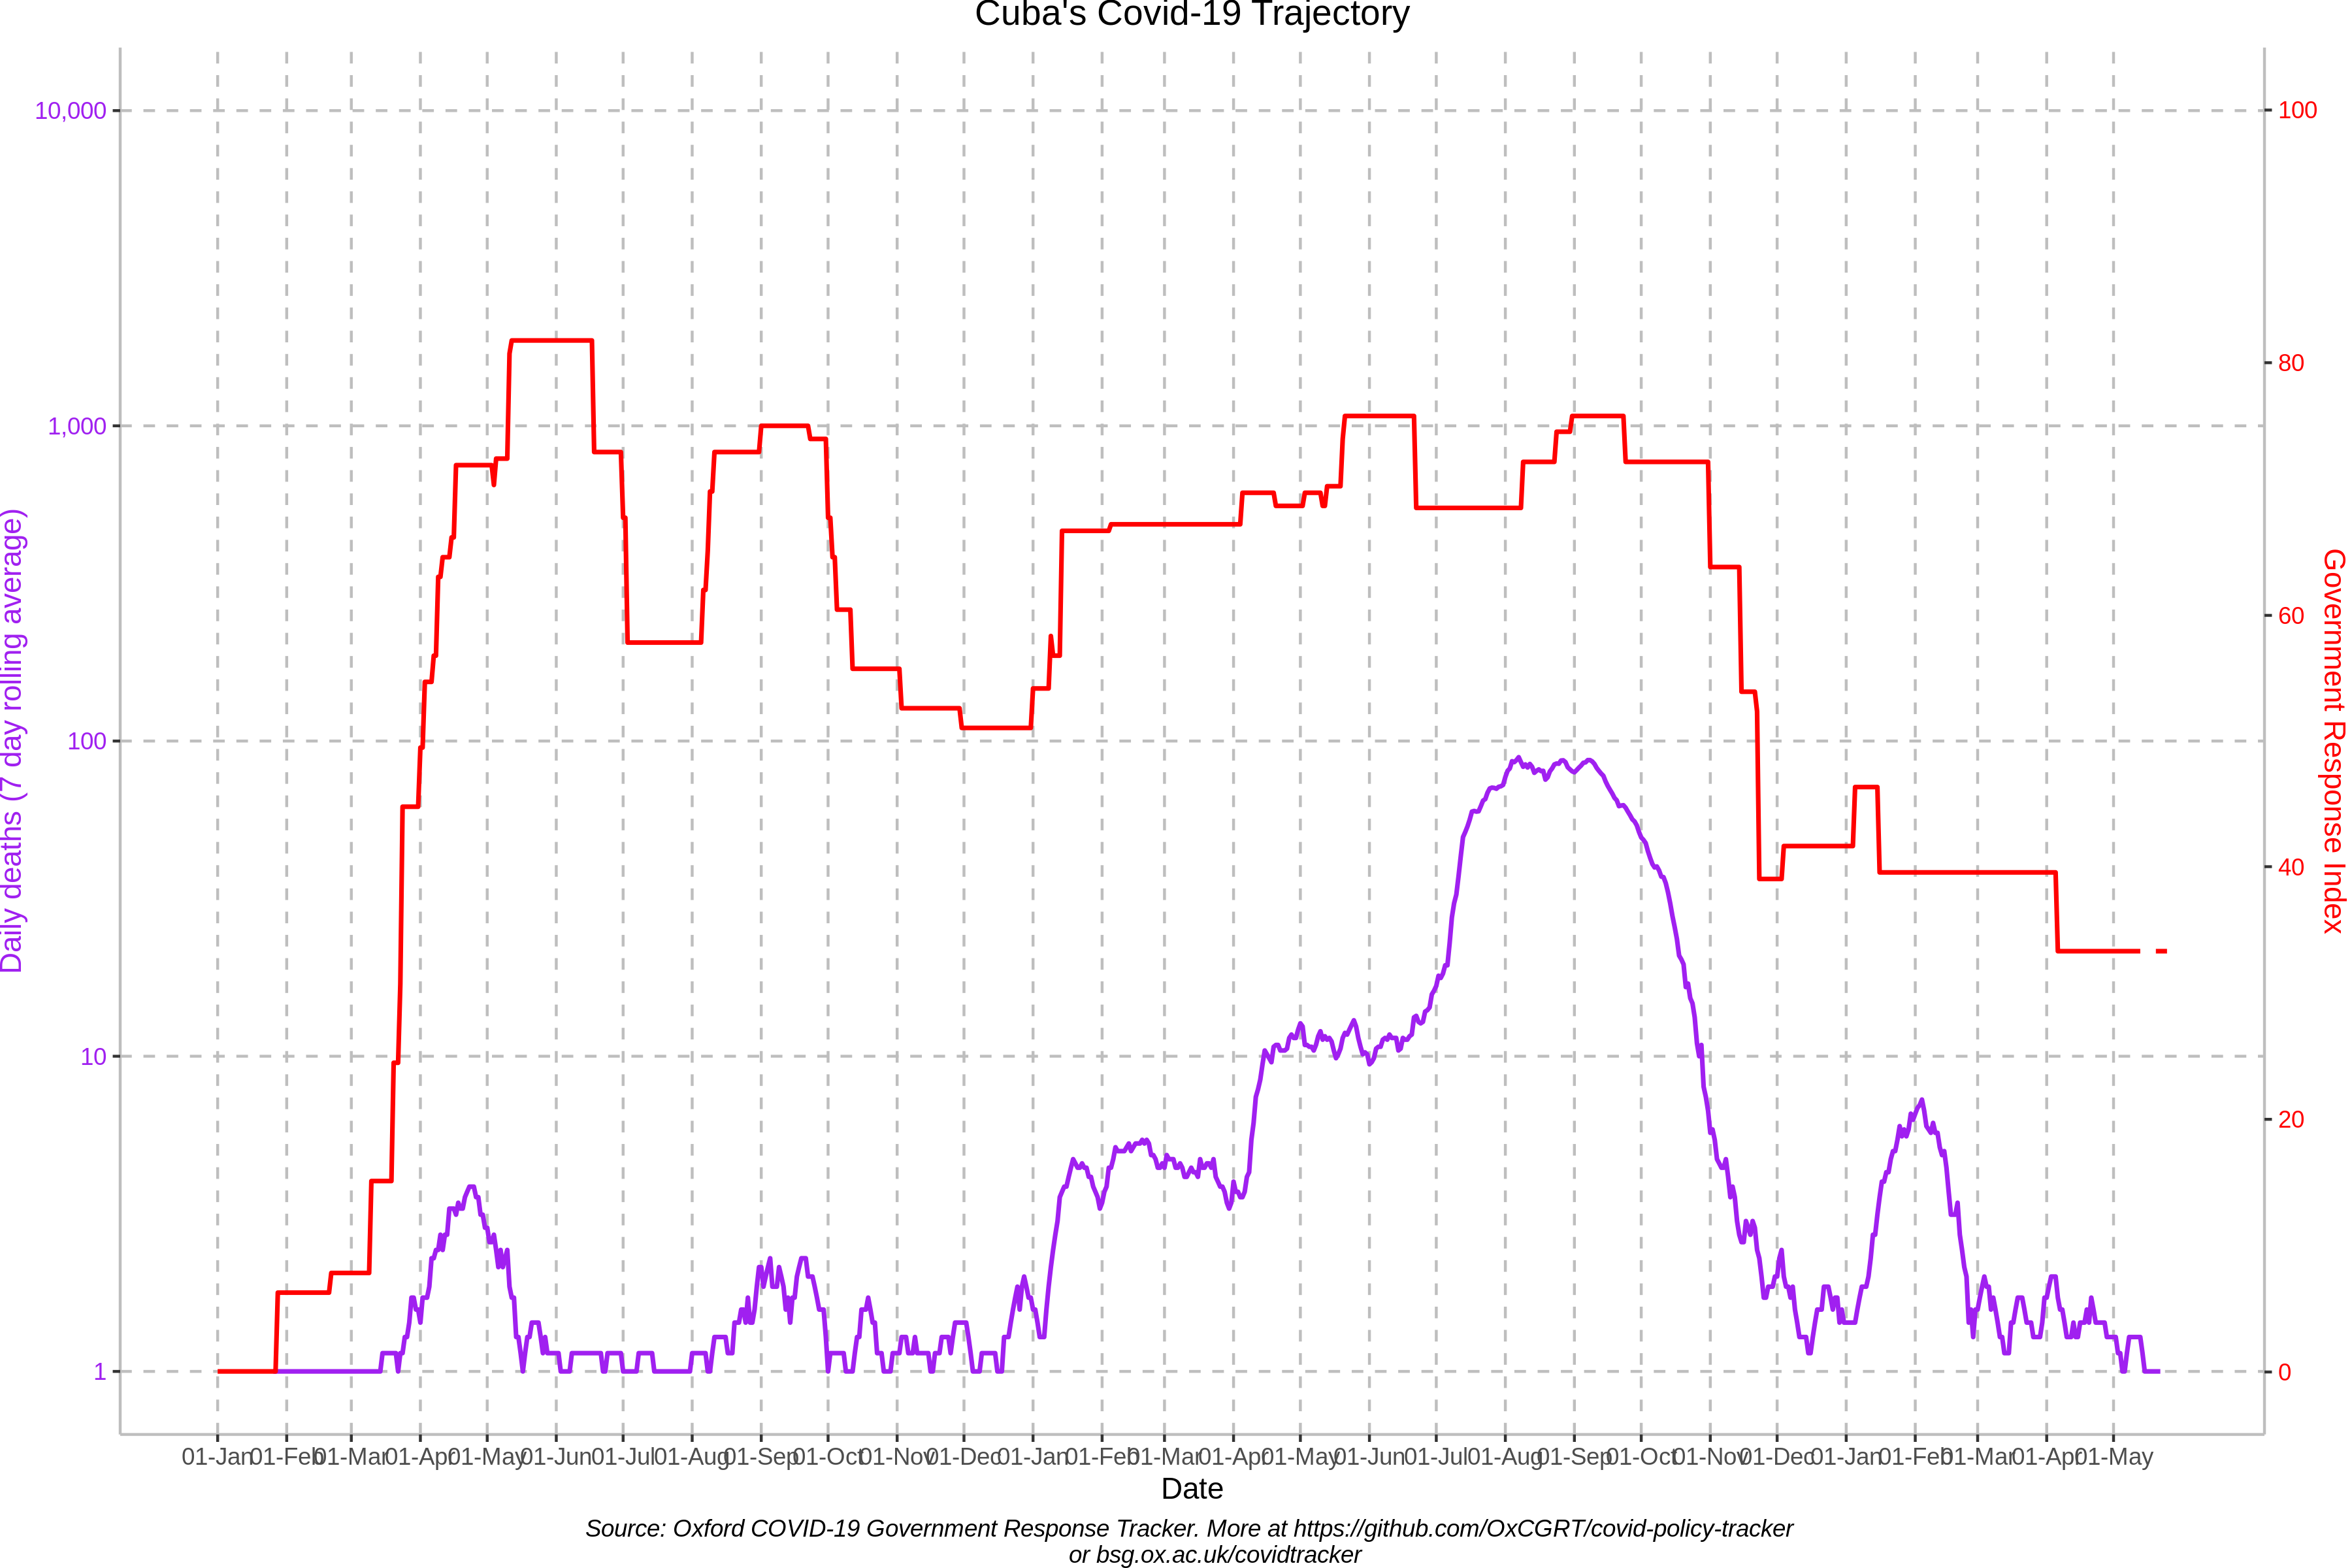 Cuba's Covid-19 Trajectory
10,000
1,000
100
10
1
Daily deaths (7 day rolling average)
100
80
60
40
20
0
Government Response Index
01-Jan 01-Feb 01-Mar 01-Apr 01-May 01-Jun 01-Jul 01-Aug 01-Sep 01-Oct 01-Nov 01-Dec 01-Jan 01-Feb 01-Mar 01-Apr 01-May 01-Jun 01-Jul 01-Aug 01-Sep 01-Oct 01-Nov 01-Dec 01-Jan 01-Feb 01-Mar 01-Apr 01-May
Date
Source: Oxford COVID-19 Government Response Tracker. More at https://github.com/OxCGRT/covid-policy-tracker
or bsg.ox.ac.uk/covidtracker